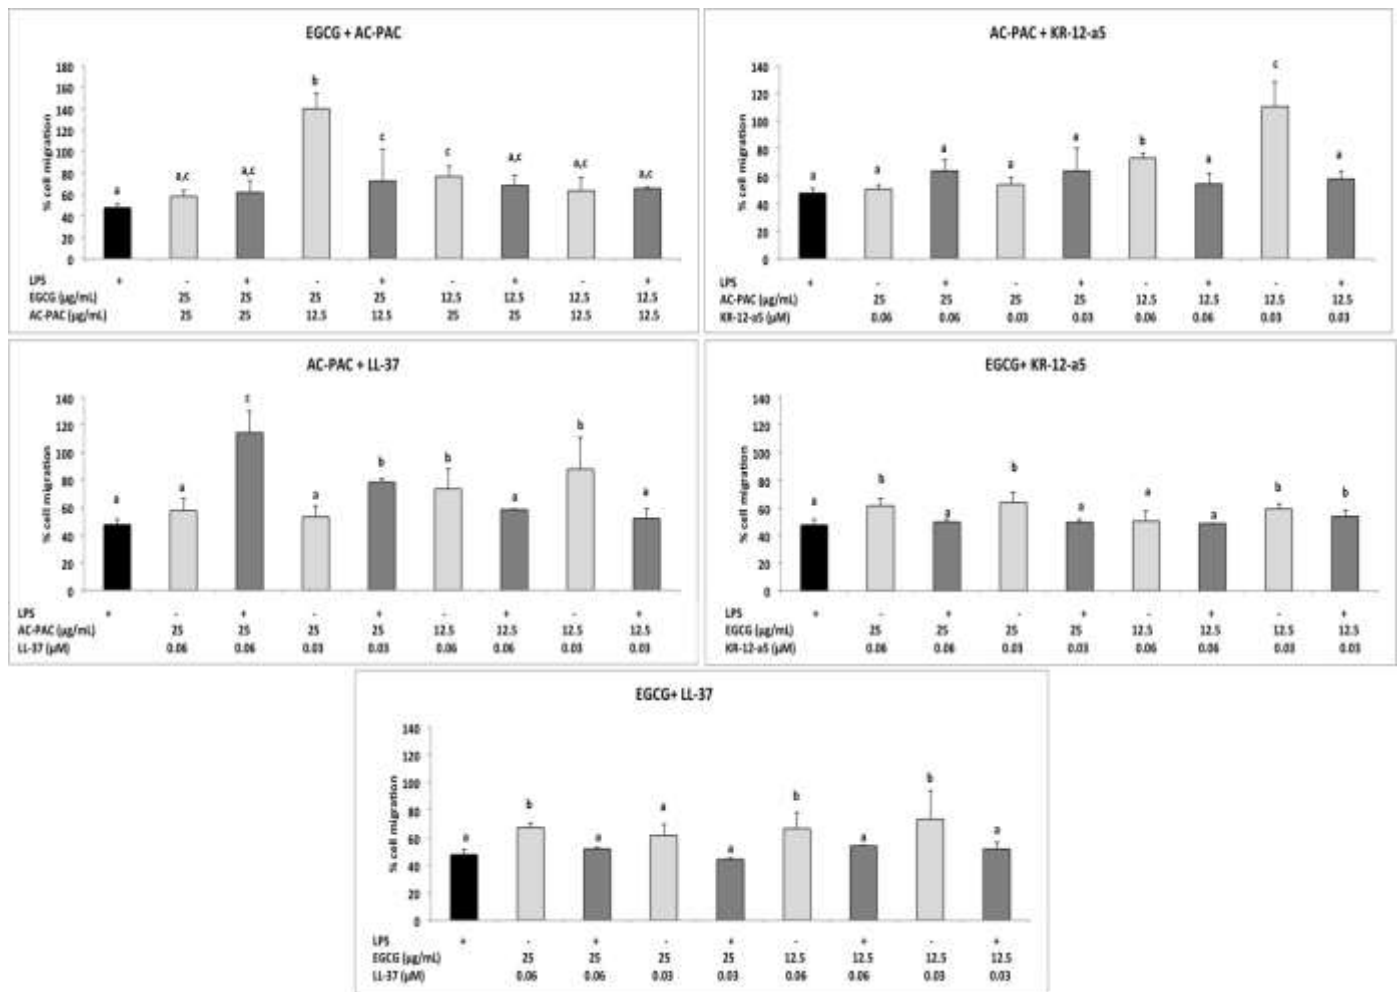 EGCG + AC-PAC
180
160
140
120
100
80
60
40
20
0
% cell migration
a a,c a,c b c c a,c a,c a,c
LPS + - + - + - + - +
EGCG (µg/mL) 25 25 25 25 12.5 12.5 12.5 12.5
AC-PAC (µg/mL) 25 25 12.5 12.5 25 25 12.5 12.5
AC-PAC + KR-12-a5
140
120
100
80
60
40
20
0
% cell migration
a a a a a b a c a
LPS + - + - + - + - +
AC-PAC (µg/mL) 25 25 25 25 12.5 12.5 12.5 12.5
KR-12-a5 (µM) 0.06 0.06 0.03 0.03 0.06 0.06 0.03 0.03
AC-PAC + LL-37
140
120
100
80
60
40
20
0
% cell migration
a a c a b b a b a
LPS + - + - + - + - +
AC-PAC (µg/mL) 25 25 25 25 12.5 12.5 12.5 12.5
LL-37 (µM) 0.06 0.06 0.03 0.03 0.06 0.06 0.03 0.03
EGCG+ KR-12-a5
140
120
100
80
60
40
20
0
% cell migration
a b a b a a a b b
LPS + - + - + - + - +
EGCG (µg/mL) 25 25 25 25 12.5 12.5 12.5 12.5
KR-12-a5 (µM) 0.06 0.06 0.03 0.03 0.06 0.06 0.03 0.03
EGCG+ LL-37
140
120
100
80
60
40
20
0
% cell migration
a b a a a b a b a
LPS + - + - + - + - +
EGCG (µg/mL) 25 25 25 25 12.5 12.5 12.5 12.5
LL-37 (µM) 0.06 0.06 0.03 0.03 0.06 0.06 0.03 0.03